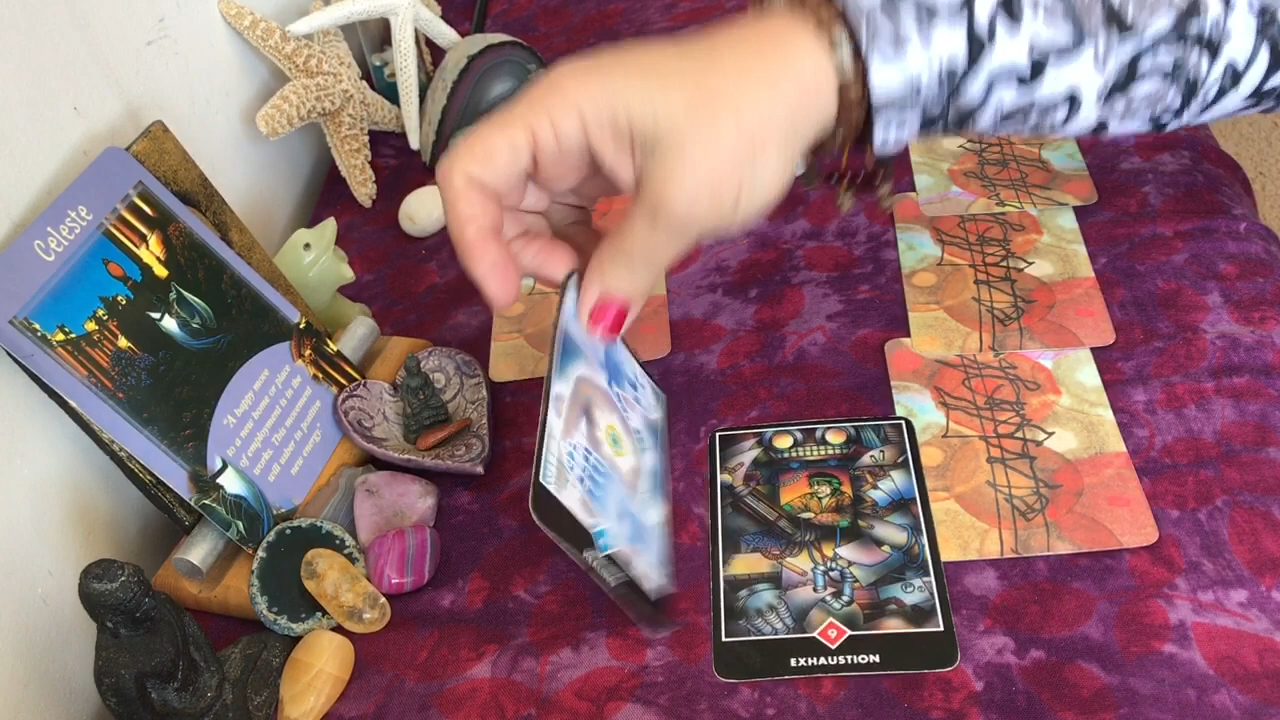 Celeste
"A happy move
to a new home or place
of employment is in the
works. This movement
will usher in positive
new energy."
9
EXHAUSTION